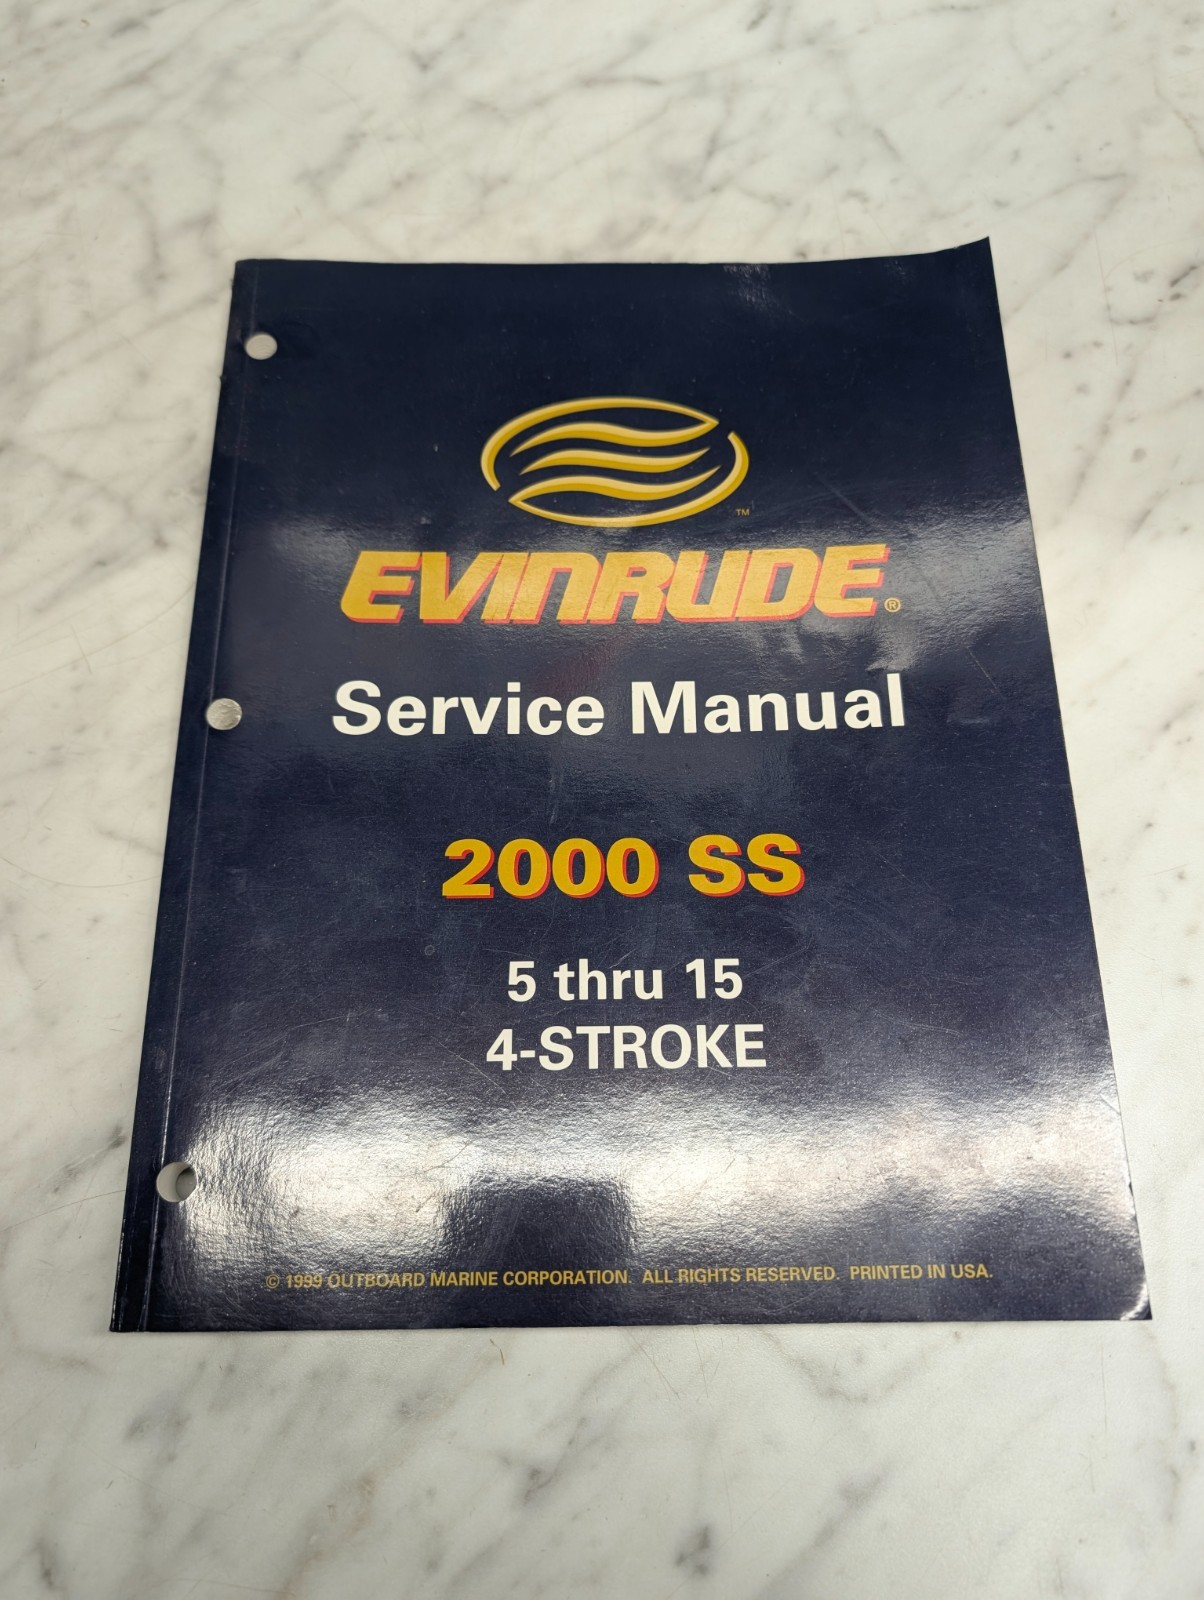 TM
EVINRUDE®
Service Manual
2000 SS
5 thru 15
4-STROKE
© 1999 OUTBOARD MARINE CORPORATION. ALL RIGHTS RESERVED. PRINTED IN USA.